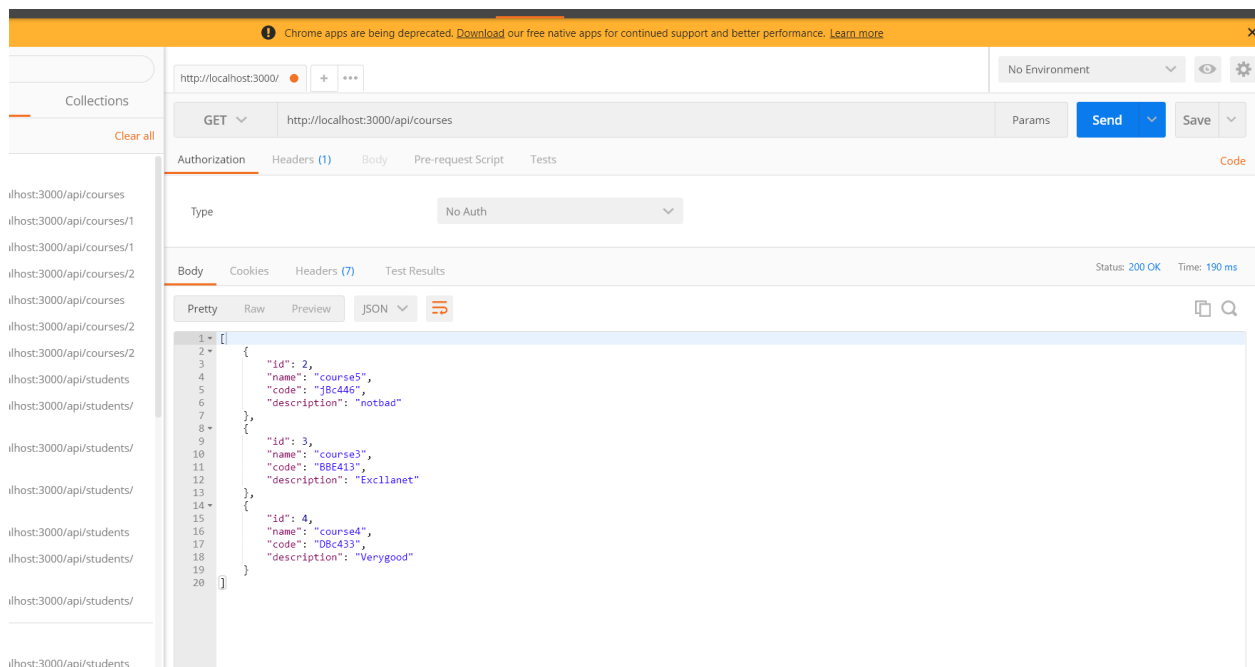 Chrome apps are being deprecated. Download our free native apps for continued support and better performance. Learn more
http://localhost:3000/
No Environment
Collections
Clear all
GET http://localhost:3000/api/courses Params Send Save
Authorization Headers (1) Body Pre-request Script Tests Code
Type No Auth
Body Cookies Headers (7) Test Results Status: 200 OK Time: 190 ms
Pretty Raw Preview JSON
lhost:3000/api/courses
lhost:3000/api/courses/1
lhost:3000/api/courses/1
lhost:3000/api/courses/2
lhost:3000/api/courses
lhost:3000/api/courses/2
lhost:3000/api/courses/2
lhost:3000/api/students
lhost:3000/api/students/
lhost:3000/api/students/
lhost:3000/api/students/
lhost:3000/api/students
lhost:3000/api/students/
lhost:3000/api/students/
lhost:3000/api/students
1 [
2 {
3 "id": 2,
4 "name": "course5",
5 "code": "jBc446",
6 "description": "notbad"
7 },
8 {
9 "id": 3,
10 "name": "course3",
11 "code": "BBE413",
12 "description": "Excllanet"
13 },
14 {
15 "id": 4,
16 "name": "course4",
17 "code": "DBc433",
18 "description": "Verygood"
19 }
20 ]